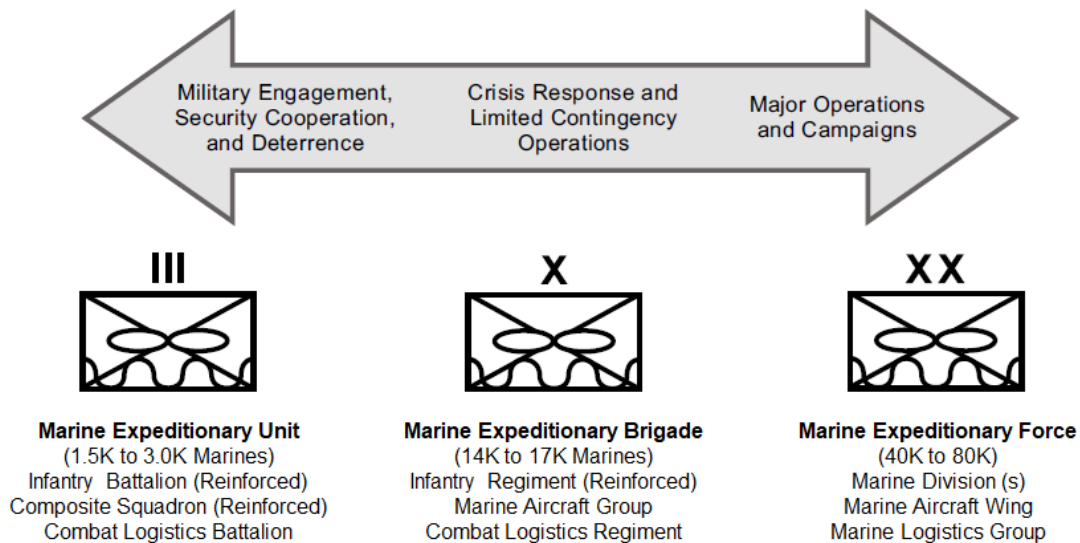 Military Engagement,
Security Cooperation,
and Deterrence
Crisis Response and
Limited Contingency
Operations
Major Operations
and Campaigns
III
X
XX
Marine Expeditionary Unit
(1.5K to 3.0K Marines)
Infantry Battalion (Reinforced)
Composite Squadron (Reinforced)
Combat Logistics Battalion
Marine Expeditionary Brigade
(14K to 17K Marines)
Infantry Regiment (Reinforced)
Marine Aircraft Group
Combat Logistics Regiment
Marine Expeditionary Force
(40K to 80K)
Marine Division (s)
Marine Aircraft Wing
Marine Logistics Group